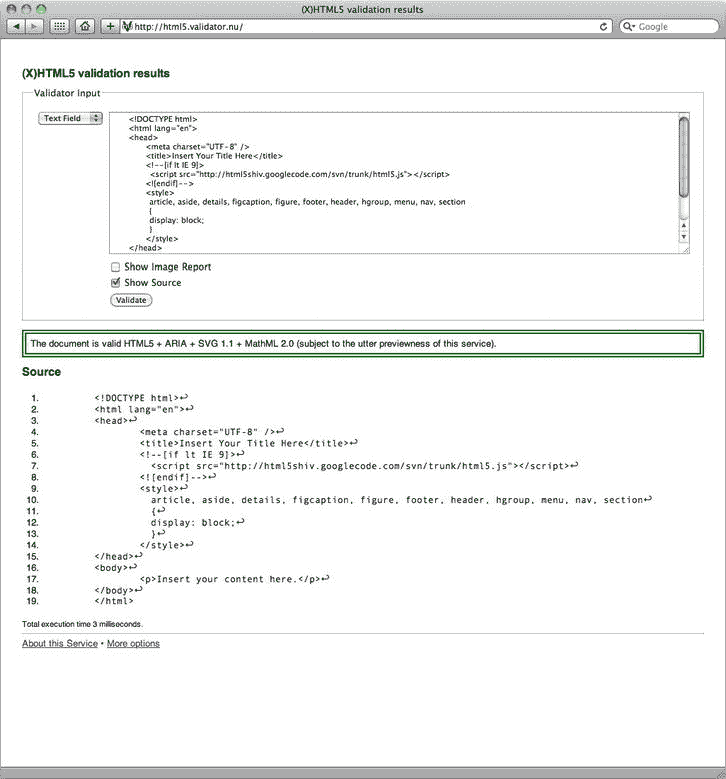 (X)HTML5 validation results
http://html5.validator.nu/
Google
(X)HTML5 validation results
Validator Input
Text Field
<!DOCTYPE html>
<html lang="en">
<head>
<meta charset="UTF-8" />
<title>Insert Your Title Here</title>
<!--[if lt IE 9]>
<script src="http://html5shiv.googlecode.com/svn/trunk/html5.js"></script>
<![endif]-->
<style>
article, aside, details, figcaption, figure, footer, header, hgroup, menu, nav, section
{
display: block;
}
</style>
</head>
Show Image Report
Show Source
Validate
The document is valid HTML5 + ARIA + SVG 1.1 + MathML 2.0 (subject to the utter previewness of this service).
Source
1. <!DOCTYPE html>↩
2. <html lang="en">↩
3. <head>↩
4. <meta charset="UTF-8" />↩
5. <title>Insert Your Title Here</title>↩
6. <!--[if lt IE 9]>↩
7. <script src="http://html5shiv.googlecode.com/svn/trunk/html5.js"></script>↩
8. <![endif]-->↩
9. <style>↩
10. article, aside, details, figcaption, figure, footer, header, hgroup, menu, nav, section↩
11. {↩
12. display: block;↩
13. }↩
14. </style>↩
15. </head>↩
16. <body>↩
17. <p>Insert your content here.</p>↩
18. </body>↩
19. </html>
Total execution time 3 milliseconds.
About this Service • More options